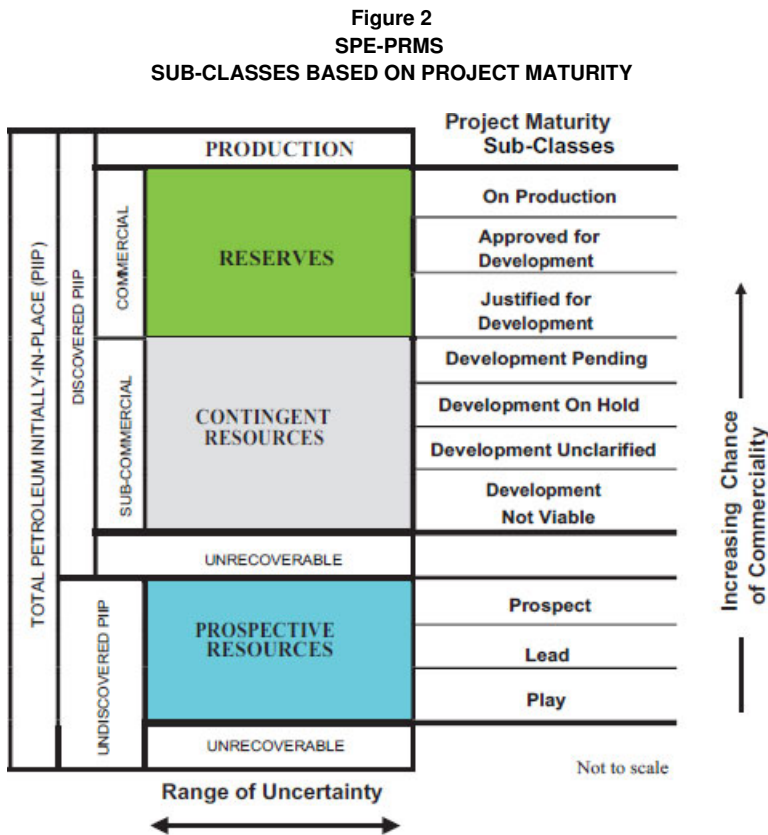 Figure 2
SPE-PRMS
SUB-CLASSES BASED ON PROJECT MATURITY
Project Maturity
Sub-Classes
PRODUCTION
TOTAL PETROLEUM INITIALLY-IN-PLACE (PIIP)
DISCOVERED PIIP
COMMERCIAL
RESERVES
On Production
Approved for
Development
Justified for
Development
SUB-COMMERCIAL
CONTINGENT
RESOURCES
Development Pending
Development On Hold
Development Unclarified
Development
Not Viable
UNRECOVERABLE
UNDISCOVERED PIIP
PROSPECTIVE
RESOURCES
Prospect
Lead
Play
UNRECOVERABLE
Increasing Chance
of Commerciality
Not to scale
Range of Uncertainty